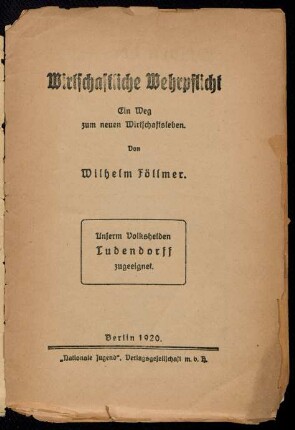 Wirtschaftliche Wehrpflicht
Ein Weg
zum neuen Wirtschaftsleben.
Von
Wilhelm Föllmer.
Unserm Volkshelden
Ludendorff
zugeeignet.
Berlin 1920.
„Nationale Jugend“, Verlagsgesellschaft m. b. H.